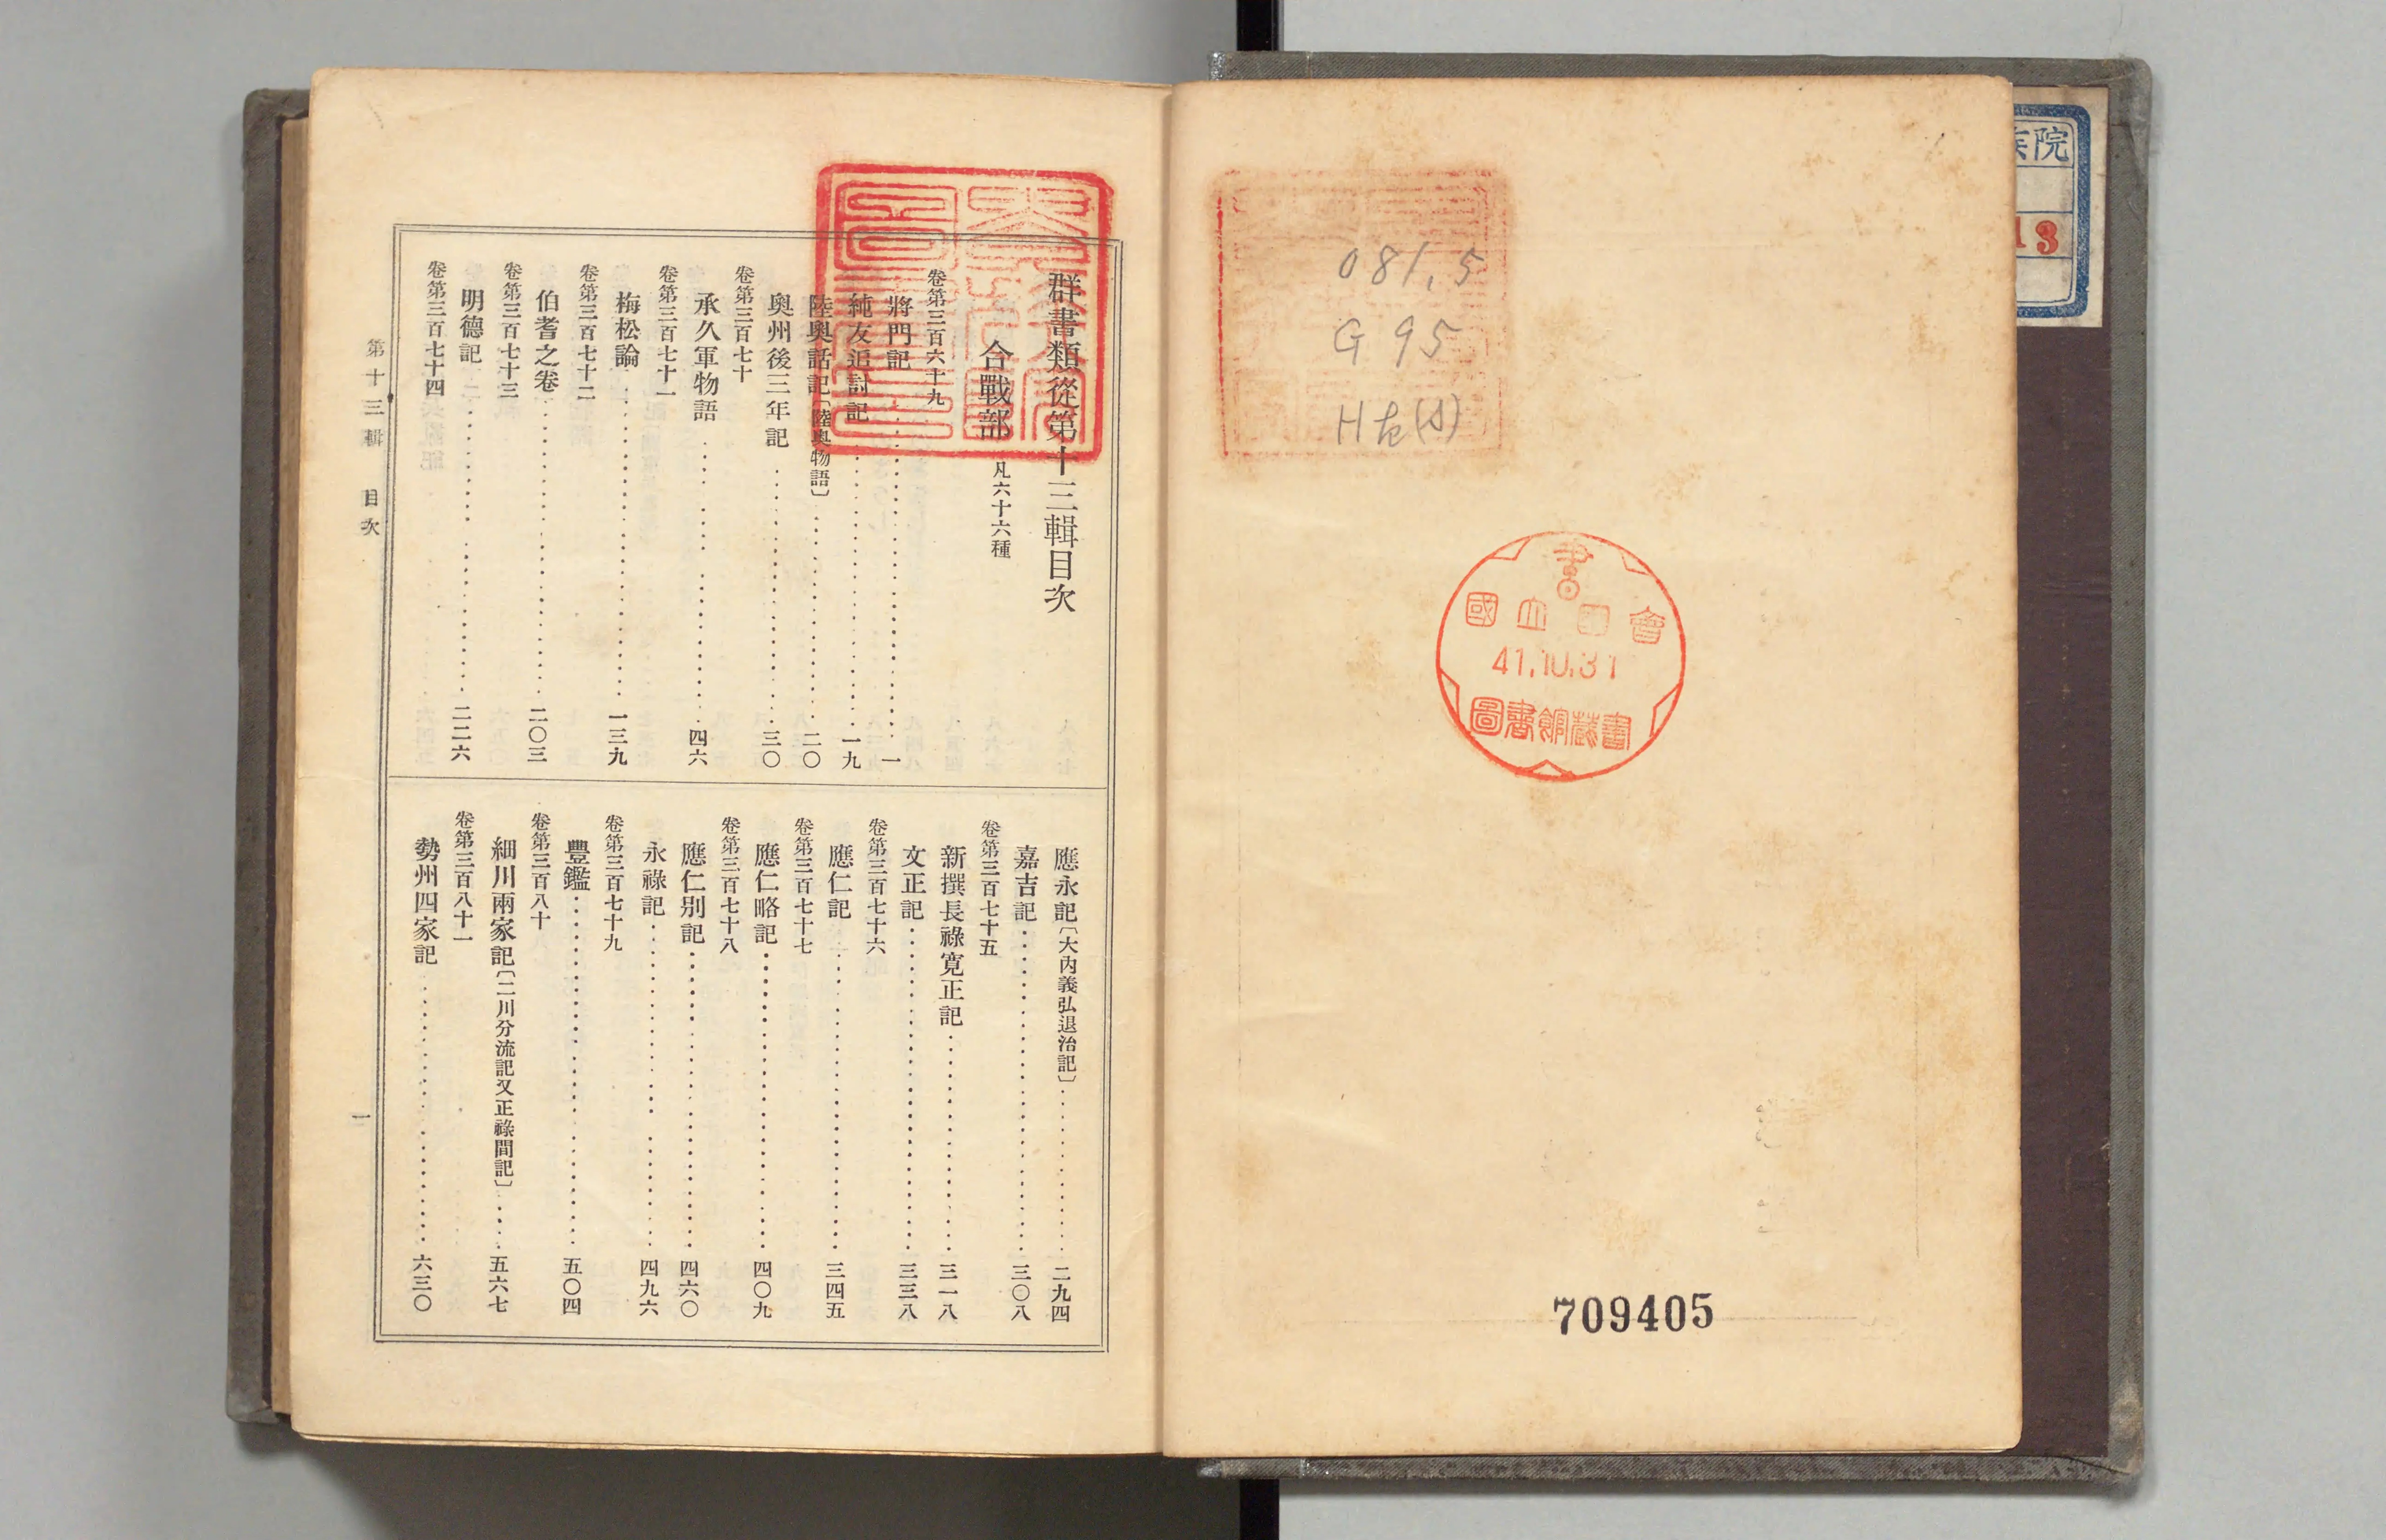 院
13
081.5
G95
書
國立國會
41.10.31
圖書館藏書
709405
群書類從第十三輯目次
合戰部 凡六十六種
卷第三百六十九
將門記‥‥一
純友追討記‥‥一九
陸奧話記〔陸奧物語〕‥‥二〇
奧州後三年記‥‥三〇
卷第三百七十
承久軍物語‥‥四六
卷第三百七十一
梅松論‥‥一三九
卷第三百七十二
伯耆之卷‥‥二〇三
卷第三百七十三
明德記‥‥二二六
卷第三百七十四
應永記〔大內義弘退治記〕‥‥二九四
嘉吉記‥‥三〇八
卷第三百七十五
新撰長祿寬正記‥‥三一八
文正記‥‥三三八
卷第三百七十六
應仁記‥‥三四五
卷第三百七十七
應仁略記‥‥四〇九
卷第三百七十八
應仁別記‥‥四六〇
永祿記‥‥四九六
卷第三百七十九
豐鑑‥‥五〇四
卷第三百八十
細川兩家記〔二川分流記又正祿間記〕‥‥五六七
卷第三百八十一
勢州四家記‥‥六三〇
第十三輯 目次
一